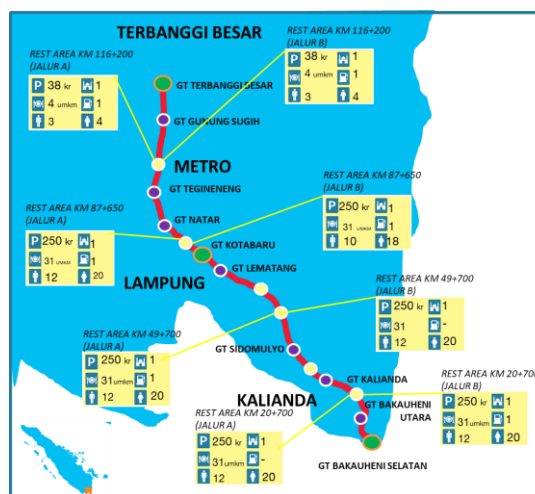 TERBANGGI BESAR
REST AREA KM 116+200
(JALUR A)
P 38 kr 1
4 umkm 1
3 4
REST AREA KM 116+200
(JALUR B)
P 38 kr 1
4 umkm 1
3 4
GT TERBANGGI BESAR
GT GUNUNG SUGIH
METRO
GT TEGINENENG
REST AREA KM 87+650
(JALUR A)
P 250 kr 1
31 UMKM 1
12 20
REST AREA KM 87+650
(JALUR B)
P 250 kr 1
31 UMKM 1
10 18
GT NATAR
GT KOTABARU
GT LEMATANG
LAMPUNG
REST AREA KM 49+700
(JALUR B)
P 250 kr 1
31 -
12 20
REST AREA KM 49+700
(JALUR A)
P 250 kr 1
31 umkm 1
12 20
GT SIDOMULYO
GT KALIANDA
KALIANDA
REST AREA KM 20+700
(JALUR B)
P 250 kr 1
31 umkm 1
12 20
GT BAKAUHENI
UTARA
REST AREA KM 20+700
(JALUR A)
P 250 kr 1
31 umkm -
12 20
GT BAKAUHENI SELATAN